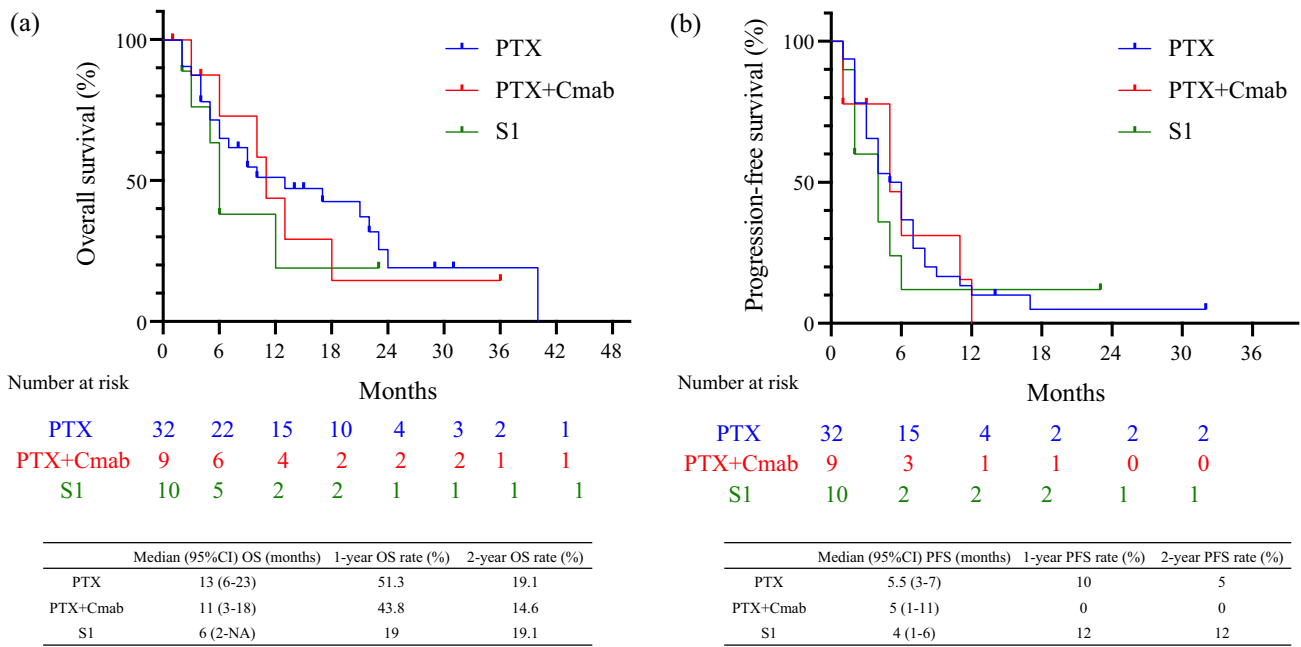 (a)
Overall survival (%)
100
50
0
PTX
PTX+Cmab
S1
0 6 12 18 24 30 36 42 48
Months
Number at risk
PTX 32 22 15 10 4 3 2 1
PTX+Cmab 9 6 4 2 2 2 1 1
S1 10 5 2 2 1 1 1 1
Median (95%CI) OS (months) 1-year OS rate (%) 2-year OS rate (%)
PTX 13 (6-23) 51.3 19.1
PTX+Cmab 11 (3-18) 43.8 14.6
S1 6 (2-NA) 19 19.1
(b)
Progression-free survival (%)
100
50
0
PTX
PTX+Cmab
S1
0 6 12 18 24 30 36
Months
Number at risk
PTX 32 15 4 2 2 2
PTX+Cmab 9 3 1 1 0 0
S1 10 2 2 2 1 1
Median (95%CI) PFS (months) 1-year PFS rate (%) 2-year PFS rate (%)
PTX 5.5 (3-7) 10 5
PTX+Cmab 5 (1-11) 0 0
S1 4 (1-6) 12 12